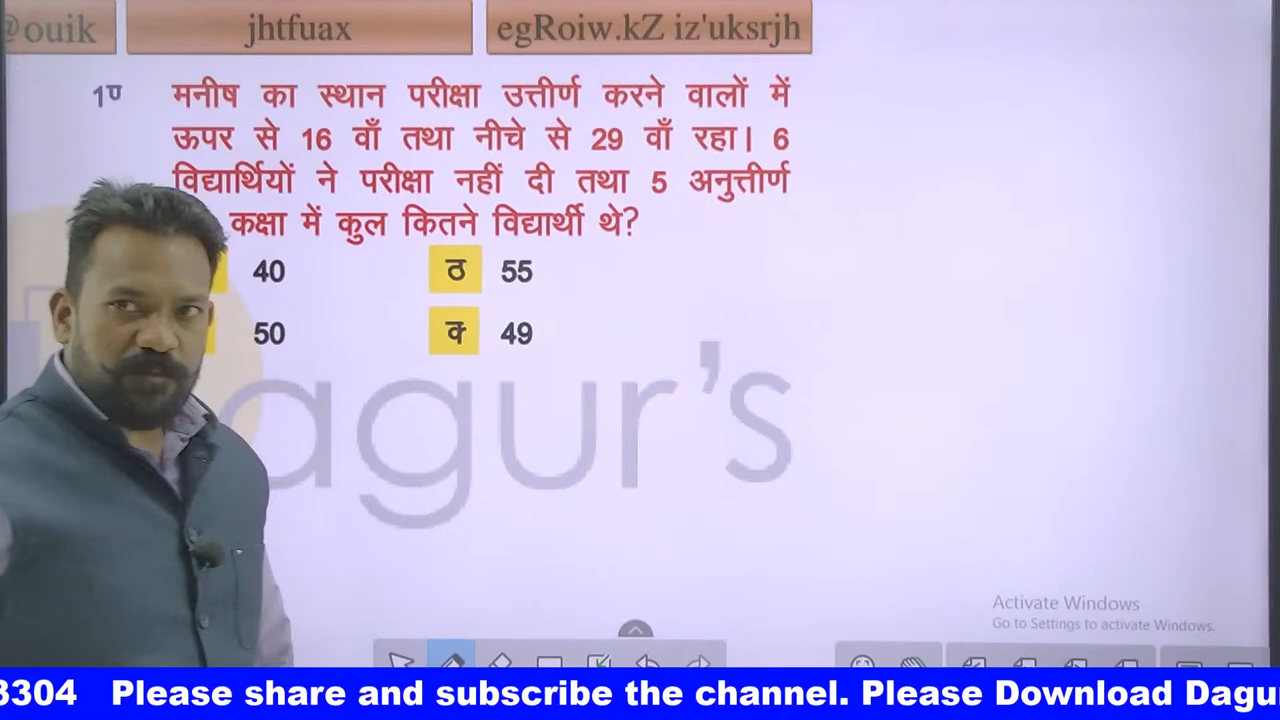 @ouik jhtfuax egRoiw.kZ iz'uksrjh
1ण मनीष का स्थान परीक्षा उत्तीर्ण करने वालों में
ऊपर से 16 वाँ तथा नीचे से 29 वाँ रहा। 6
विद्यार्थियों ने परीक्षा नहीं दी तथा 5 अनुत्तीर्ण
कक्षा में कुल कितने विद्यार्थी थे?
40 ठ 55
50 क् 49
agur's
Activate Windows
Go to Settings to activate Windows.
3304 Please share and subscribe the channel. Please Download Dagu